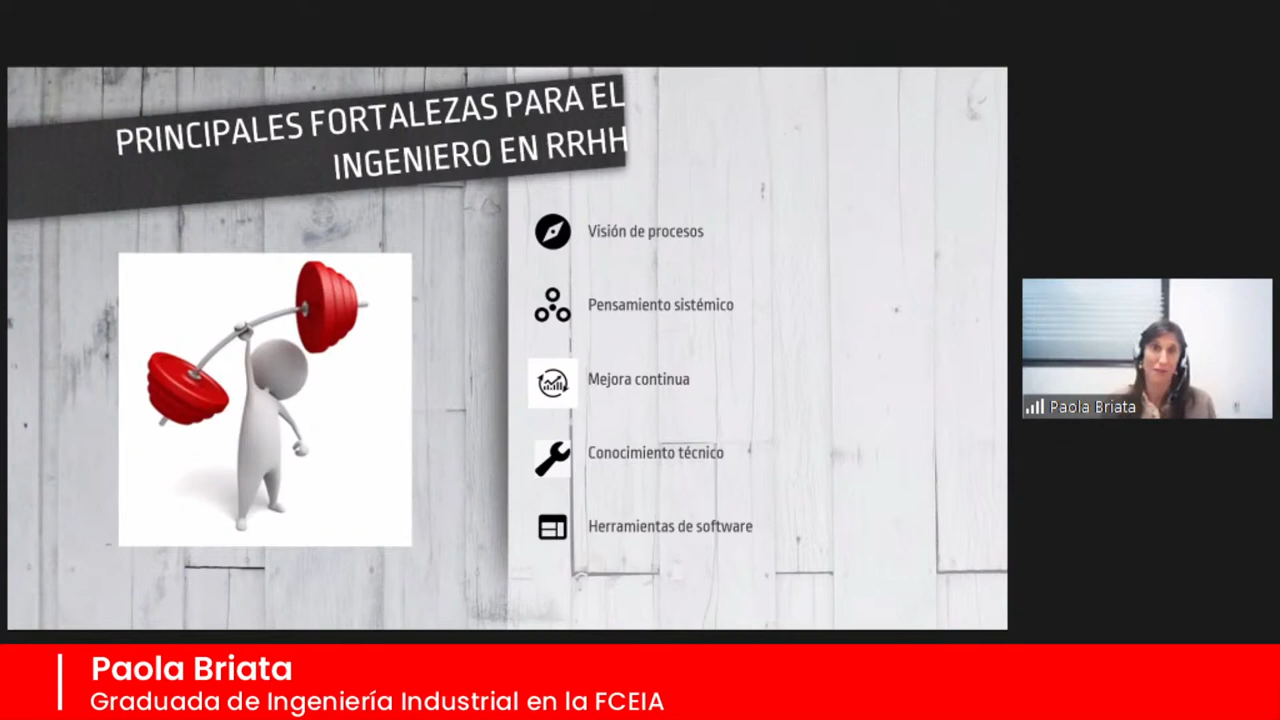 PRINCIPALES FORTALEZAS PARA EL
INGENIERO EN RRHH
Visión de procesos
Pensamiento sistémico
Mejora continua
Conocimiento técnico
Herramientas de software
Paola Briata
Paola Briata
Graduada de Ingeniería Industrial en la FCEIA